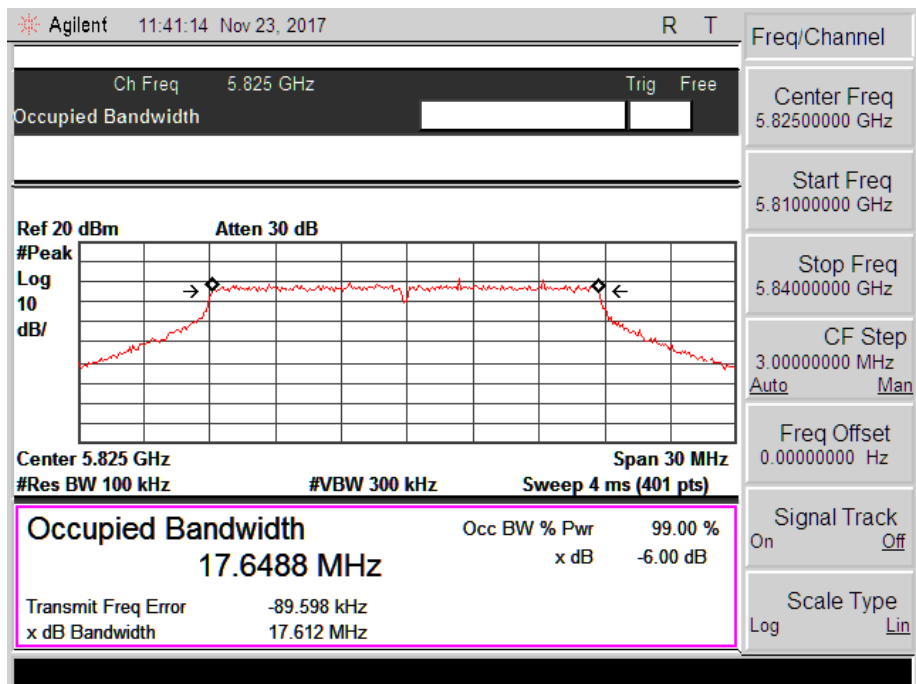 Agilent 11:41:14 Nov 23, 2017 R T
Ch Freq 5.825 GHz Trig Free
Occupied Bandwidth
Ref 20 dBm Atten 30 dB
#Peak
Log
10
dB/
Center 5.825 GHz Span 30 MHz
#Res BW 100 kHz #VBW 300 kHz Sweep 4 ms (401 pts)
Occupied Bandwidth Occ BW % Pwr 99.00 %
17.6488 MHz x dB -6.00 dB
Transmit Freq Error -89.598 kHz
x dB Bandwidth 17.612 MHz
Freq/Channel
Center Freq
5.82500000 GHz
Start Freq
5.81000000 GHz
Stop Freq
5.84000000 GHz
CF Step
3.00000000 MHz
Auto Man
Freq Offset
0.00000000 Hz
Signal Track
On Off
Scale Type
Log Lin